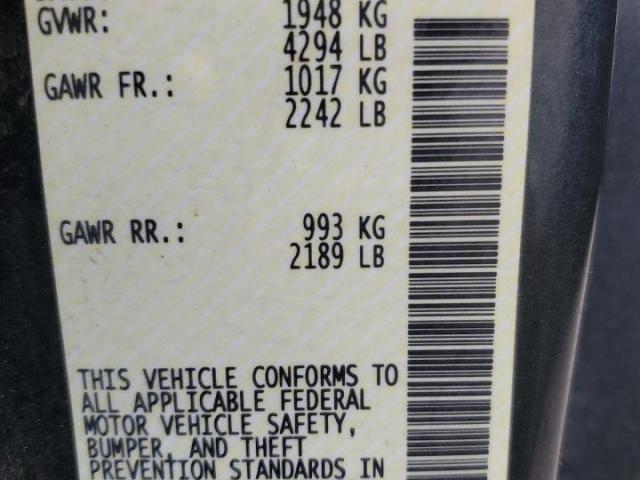 GVWR: 1948 KG
4294 LB
GAWR FR.: 1017 KG
2242 LB
GAWR RR.: 993 KG
2189 LB
THIS VEHICLE CONFORMS TO
ALL APPLICABLE FEDERAL
MOTOR VEHICLE SAFETY,
BUMPER, AND THEFT
PREVENTION STANDARDS IN